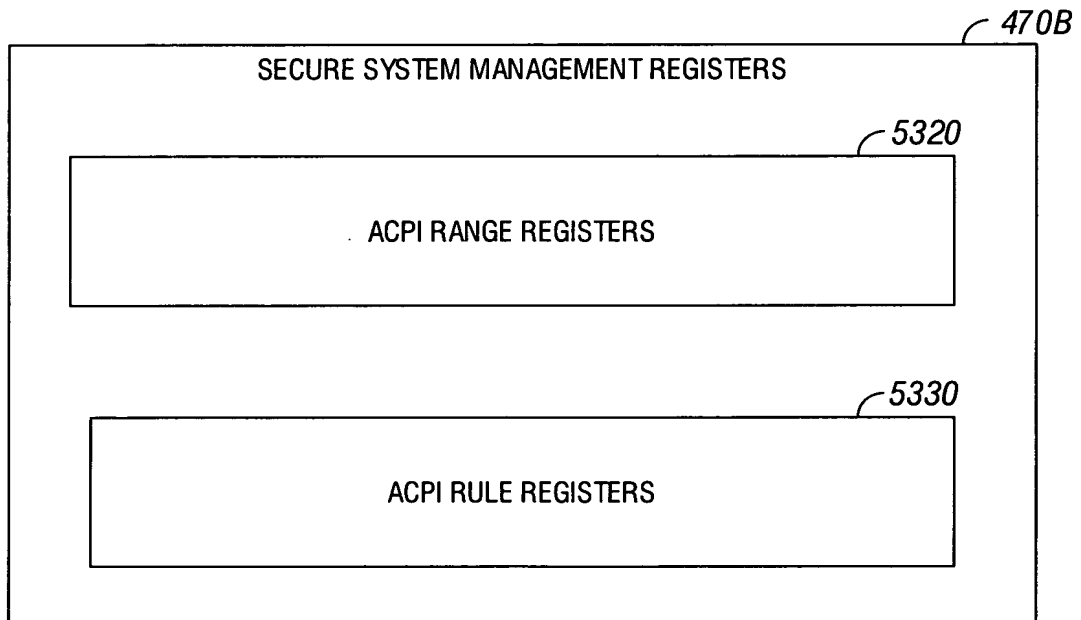 470B
SECURE SYSTEM MANAGEMENT REGISTERS
5320
ACPI RANGE REGISTERS
5330
ACPI RULE REGISTERS